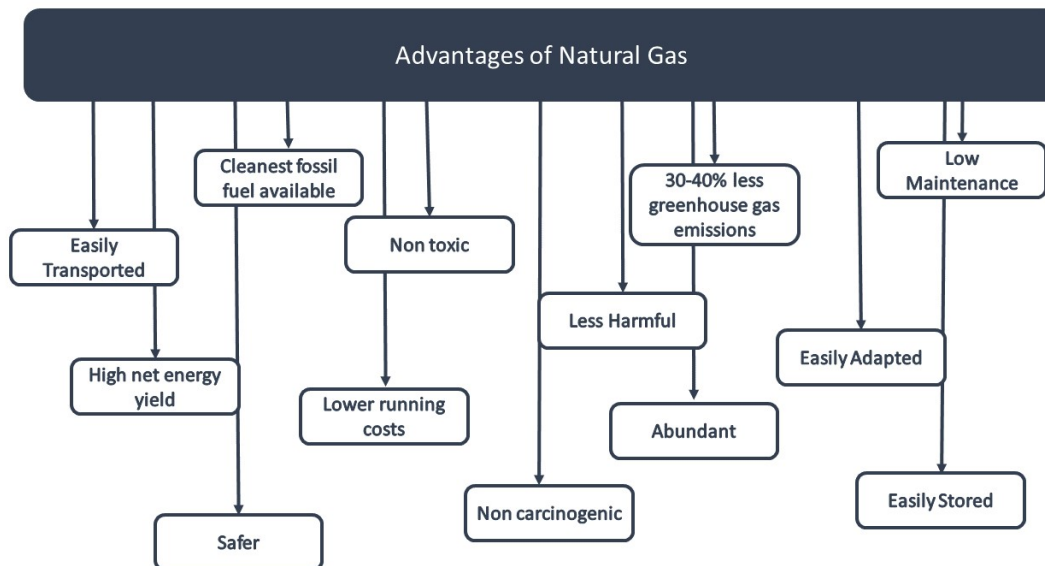 Advantages of Natural Gas
Cleanest fossil
fuel available
Low
Maintenance
30-40% less
greenhouse gas
emissions
Easily
Transported
Non toxic
Less Harmful
Easily Adapted
High net energy
yield
Lower running
costs
Abundant
Non carcinogenic
Easily Stored
Safer